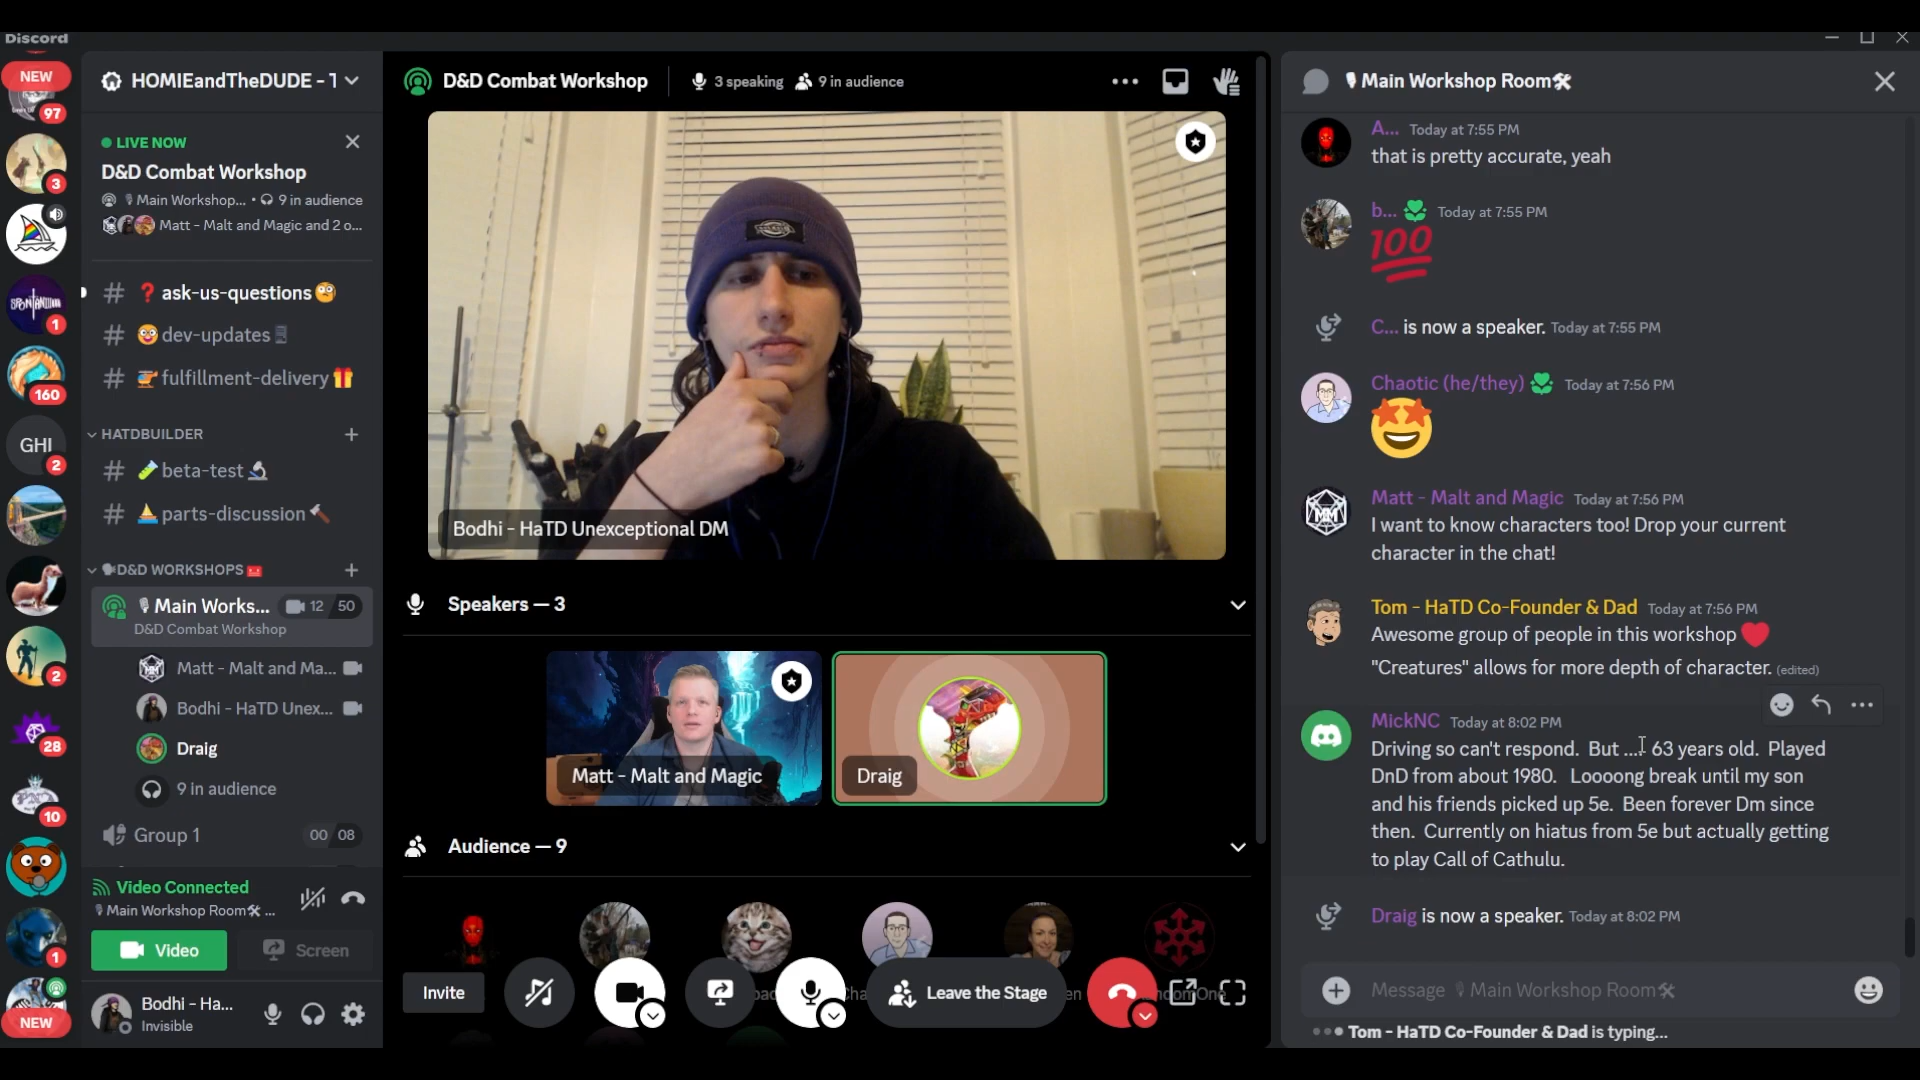 Discord
NEW
97
3
1
160
GHI
2
2
28
10
1
NEW
HOMIEandTheDUDE - T
LIVE NOW
D&D Combat Workshop
Main Workshop... • 9 in audience
Matt - Malt and Magic and 2 o...
# ❓ask-us-questions🧐
# dev-updates
# fulfillment-delivery🎁
HATDBUILDER
# 🧪beta-test🔬
# ⛵parts-discussion🔨
D&D WORKSHOPS
Main Works... 12 50
D&D Combat Workshop
Matt - Malt and Ma...
Bodhi - HaTD Unex...
Draig
9 in audience
Group 1 00 08
Video Connected
Main Workshop Room🛠 ...
Video Screen
Bodhi - Ha...
Invisible
D&D Combat Workshop 3 speaking 9 in audience
Bodhi - HaTD Unexceptional DM
Speakers — 3
Matt - Malt and Magic
Draig
Audience — 9
Invite
Leave the Stage
Main Workshop Room🛠
A... Today at 7:55 PM
that is pretty accurate, yeah
b... Today at 7:55 PM
💯
C... is now a speaker. Today at 7:55 PM
Chaotic (he/they) Today at 7:56 PM
🤩
Matt - Malt and Magic Today at 7:56 PM
I want to know characters too! Drop your current
character in the chat!
Tom - HaTD Co-Founder & Dad Today at 7:56 PM
Awesome group of people in this workshop ❤️
"Creatures" allows for more depth of character. (edited)
MickNC Today at 8:02 PM
Driving so can't respond. But .... 63 years old. Played
DnD from about 1980. Loooong break until my son
and his friends picked up 5e. Been forever Dm since
then. Currently on hiatus from 5e but actually getting
to play Call of Cathulu.
Draig is now a speaker. Today at 8:02 PM
Message Main Workshop Room🛠
Tom - HaTD Co-Founder & Dad is typing...